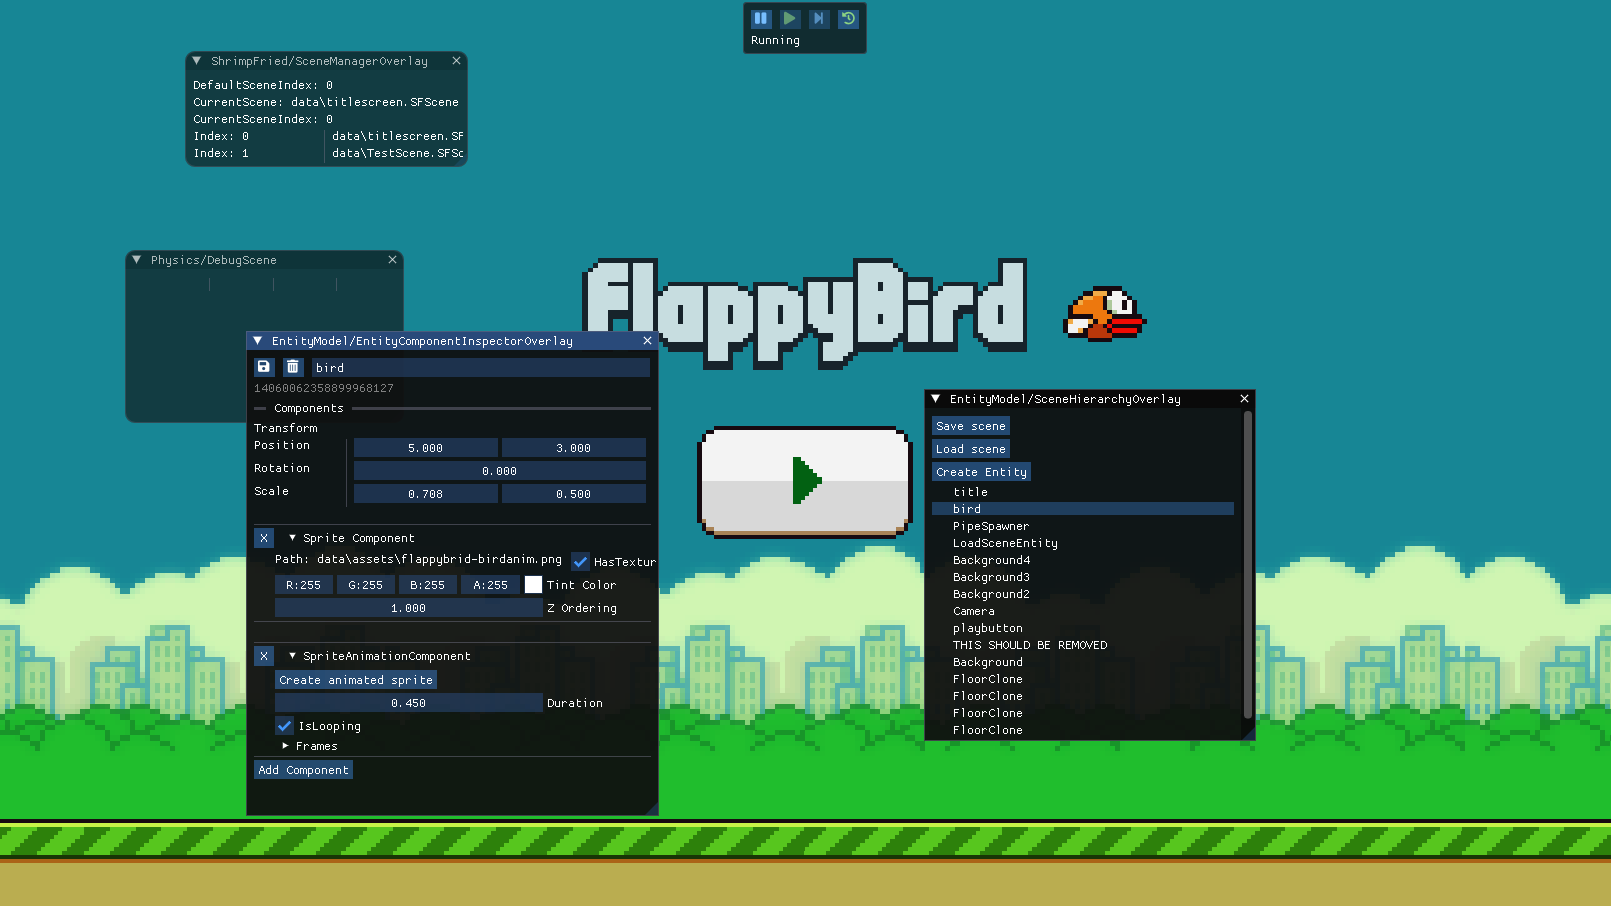 Running
ShrimpFried/SceneManagerOverlay
DefaultSceneIndex: 0
CurrentScene: data\titlescreen.SFScene
CurrentSceneIndex: 0
Index: 0 data\titlescreen.SF
Index: 1 data\TestScene.SFSc
Physics/DebugScene
FlappyBird
EntityModel/EntityComponentInspectorOverlay
bird
14060062358899968127
Components
Transform
Position 5.000 3.000
Rotation 0.000
Scale 0.708 0.500
X Sprite Component
Path: data\assets\flappybrid-birdanim.png HasTextur
R:255 G:255 B:255 A:255 Tint Color
1.000 Z Ordering
X SpriteAnimationComponent
Create animated sprite
0.450 Duration
IsLooping
Frames
Add Component
EntityModel/SceneHierarchyOverlay
Save scene
Load scene
Create Entity
title
bird
PipeSpawner
LoadSceneEntity
Background4
Background3
Background2
Camera
playbutton
THIS SHOULD BE REMOVED
Background
FloorClone
FloorClone
FloorClone
FloorClone